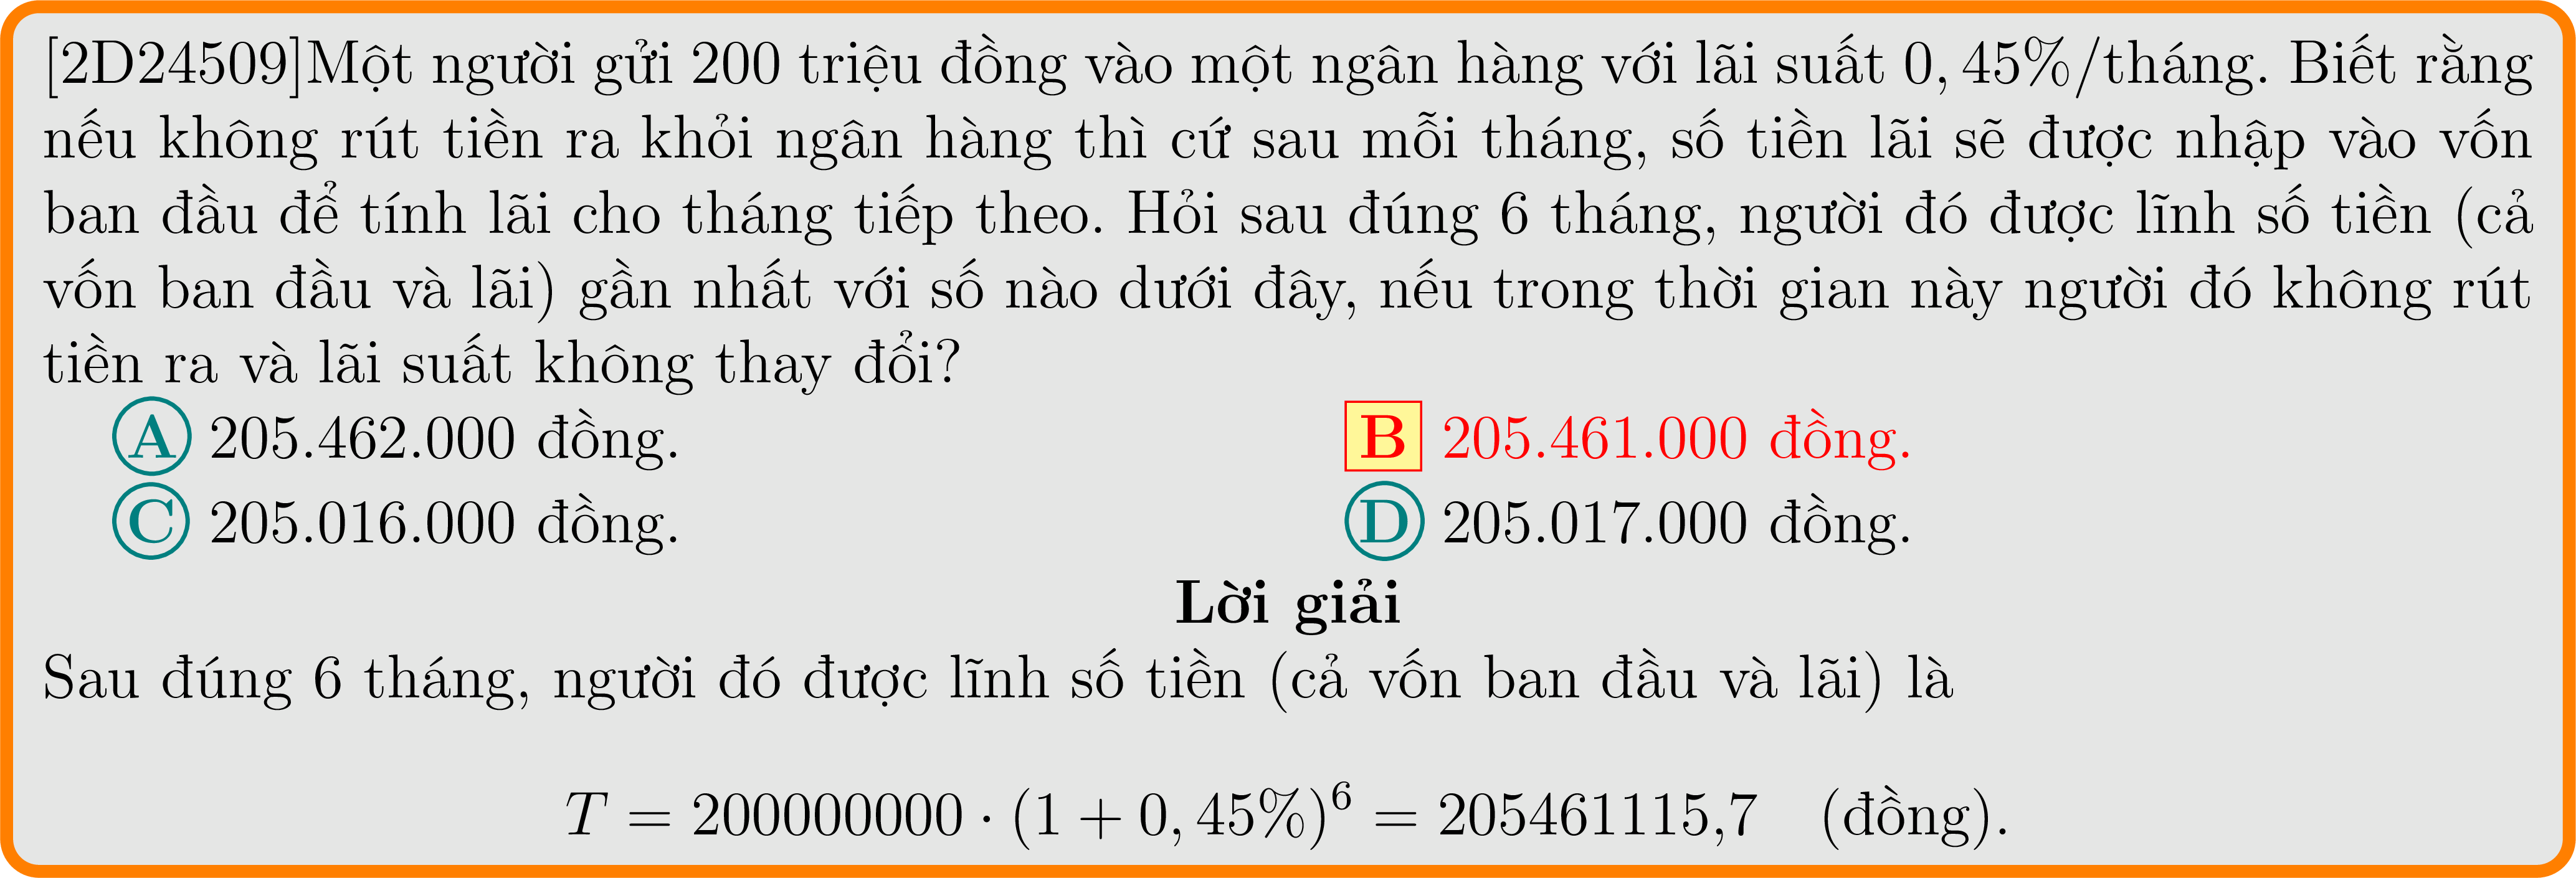 [2D24509]Một người gửi 200 triệu đồng vào một ngân hàng với lãi suất 0, 45%/tháng. Biết rằng
nếu không rút tiền ra khỏi ngân hàng thì cứ sau mỗi tháng, số tiền lãi sẽ được nhập vào vốn
ban đầu để tính lãi cho tháng tiếp theo. Hỏi sau đúng 6 tháng, người đó được lĩnh số tiền (cả
vốn ban đầu và lãi) gần nhất với số nào dưới đây, nếu trong thời gian này người đó không rút
tiền ra và lãi suất không thay đổi?
A 205.462.000 đồng. B 205.461.000 đồng.
C 205.016.000 đồng. D 205.017.000 đồng.
Lời giải
Sau đúng 6 tháng, người đó được lĩnh số tiền (cả vốn ban đầu và lãi) là
T = 200000000 · (1 + 0, 45%)⁶ = 205461115,7 (đồng).